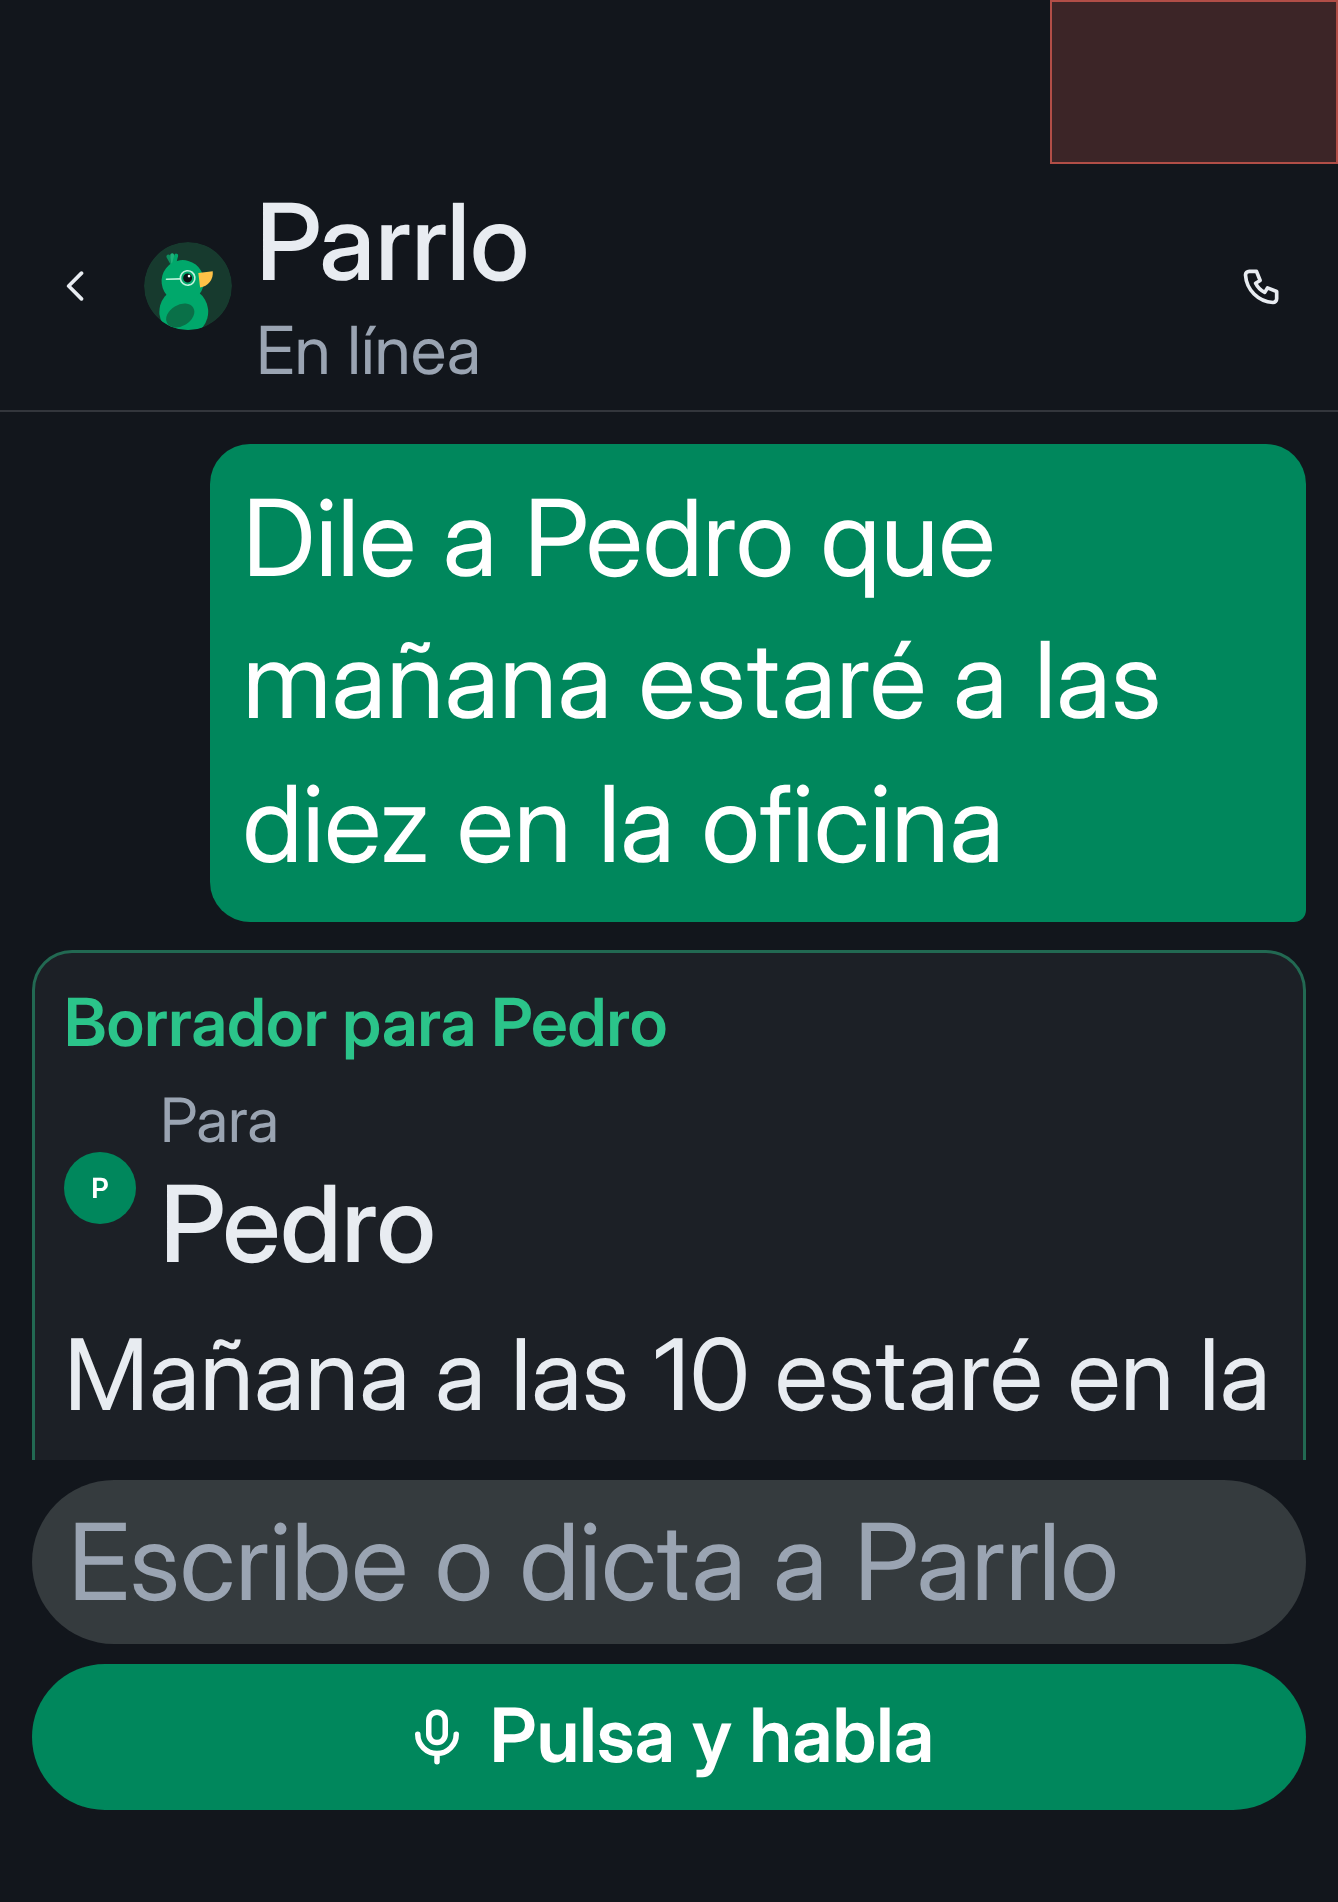 Parrlo
En línea
Dile a Pedro que
mañana estaré a las
diez en la oficina
Borrador para Pedro
Para
P
Pedro
Mañana a las 10 estaré en la
Escribe o dicta a Parrlo
Pulsa y habla